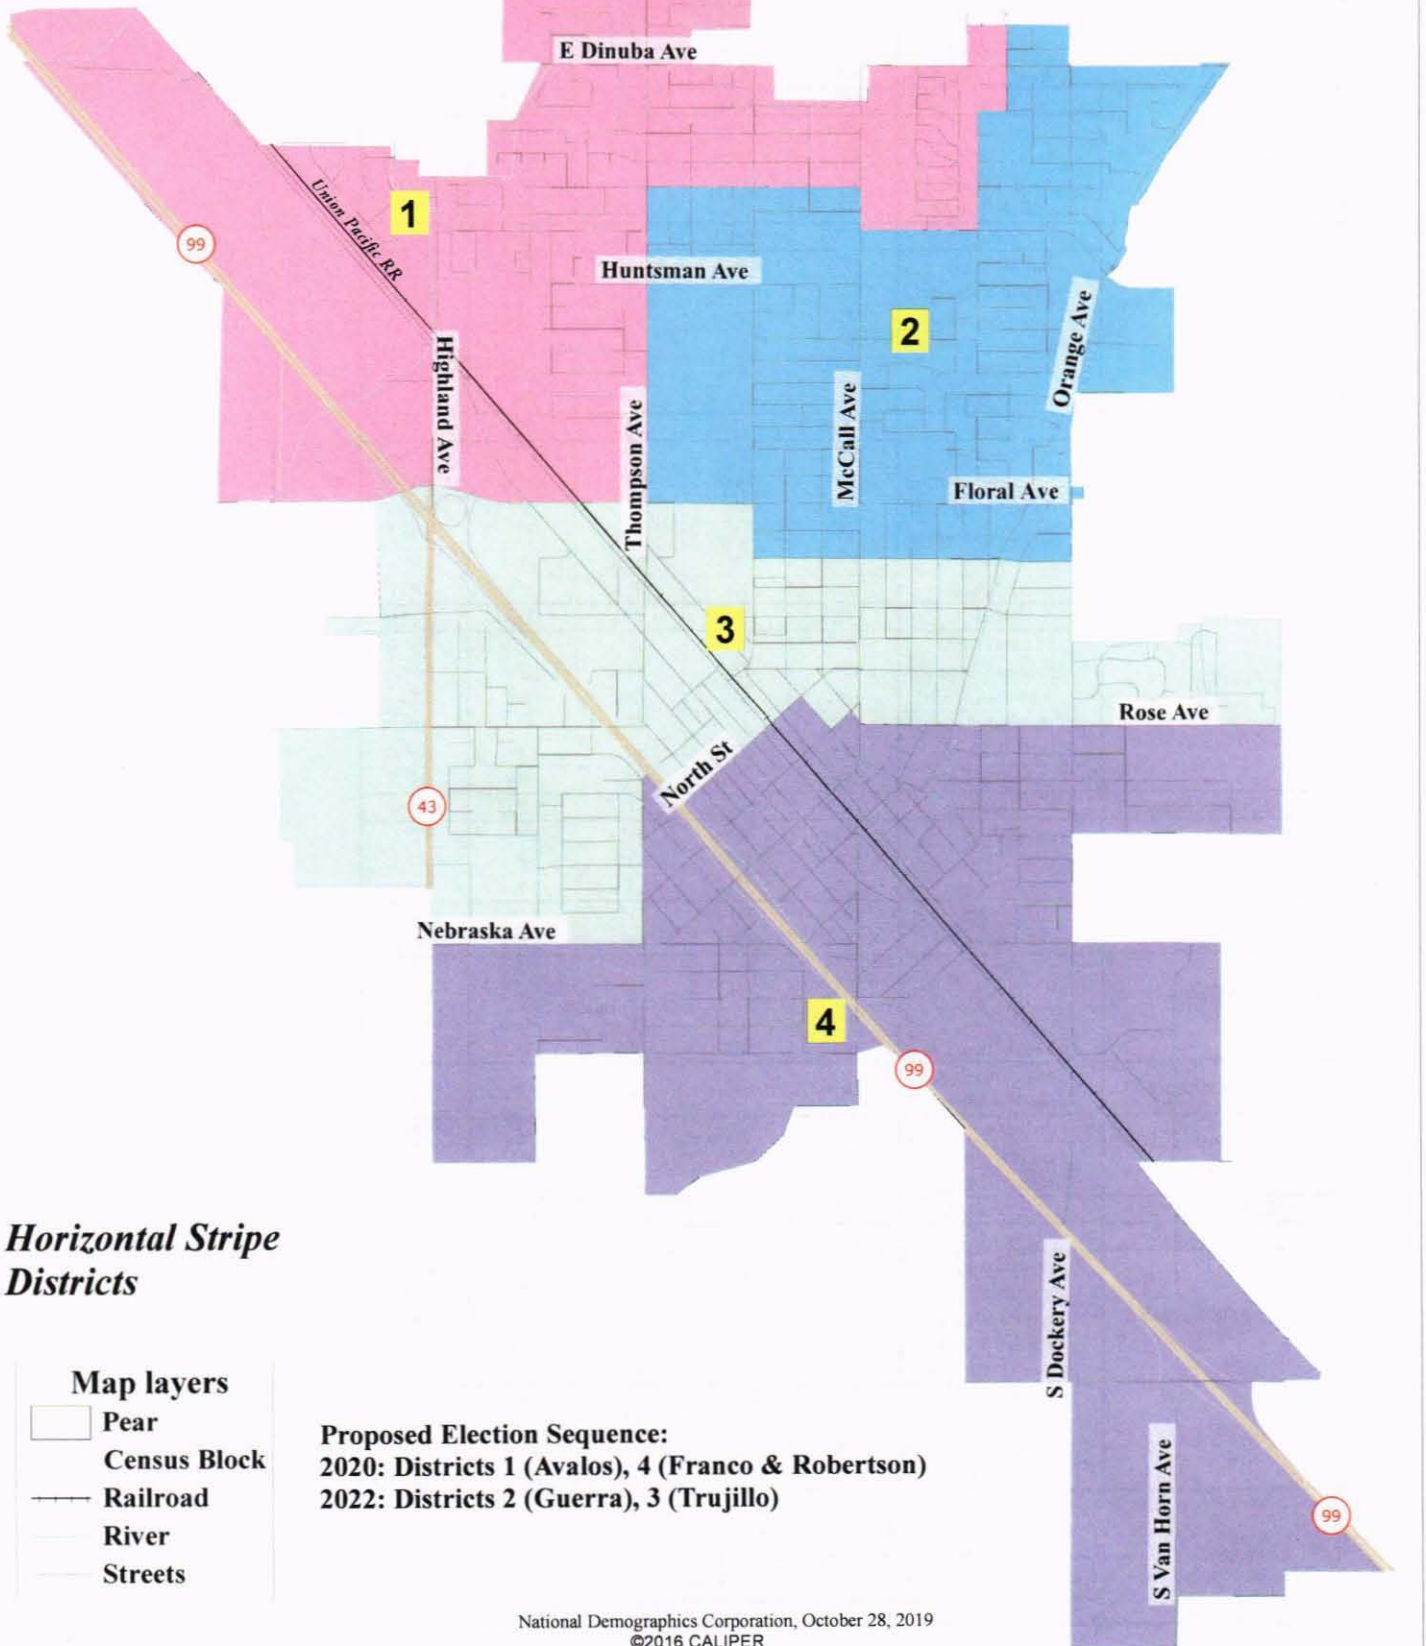 E Dinuba Ave
1
Union Pacific RR
99
Huntsman Ave
2
Highland Ave
Orange Ave
Thompson Ave
McCall Ave
Floral Ave
3
Rose Ave
North St
43
Nebraska Ave
4
99
Horizontal Stripe
Districts
S Dockery Ave
Map layers
Pear
Census Block
Railroad
River
Streets
Proposed Election Sequence:
2020: Districts 1 (Avalos), 4 (Franco & Robertson)
2022: Districts 2 (Guerra), 3 (Trujillo)
S Van Horn Ave
99
National Demographics Corporation, October 28, 2019
©2016 CALIPER